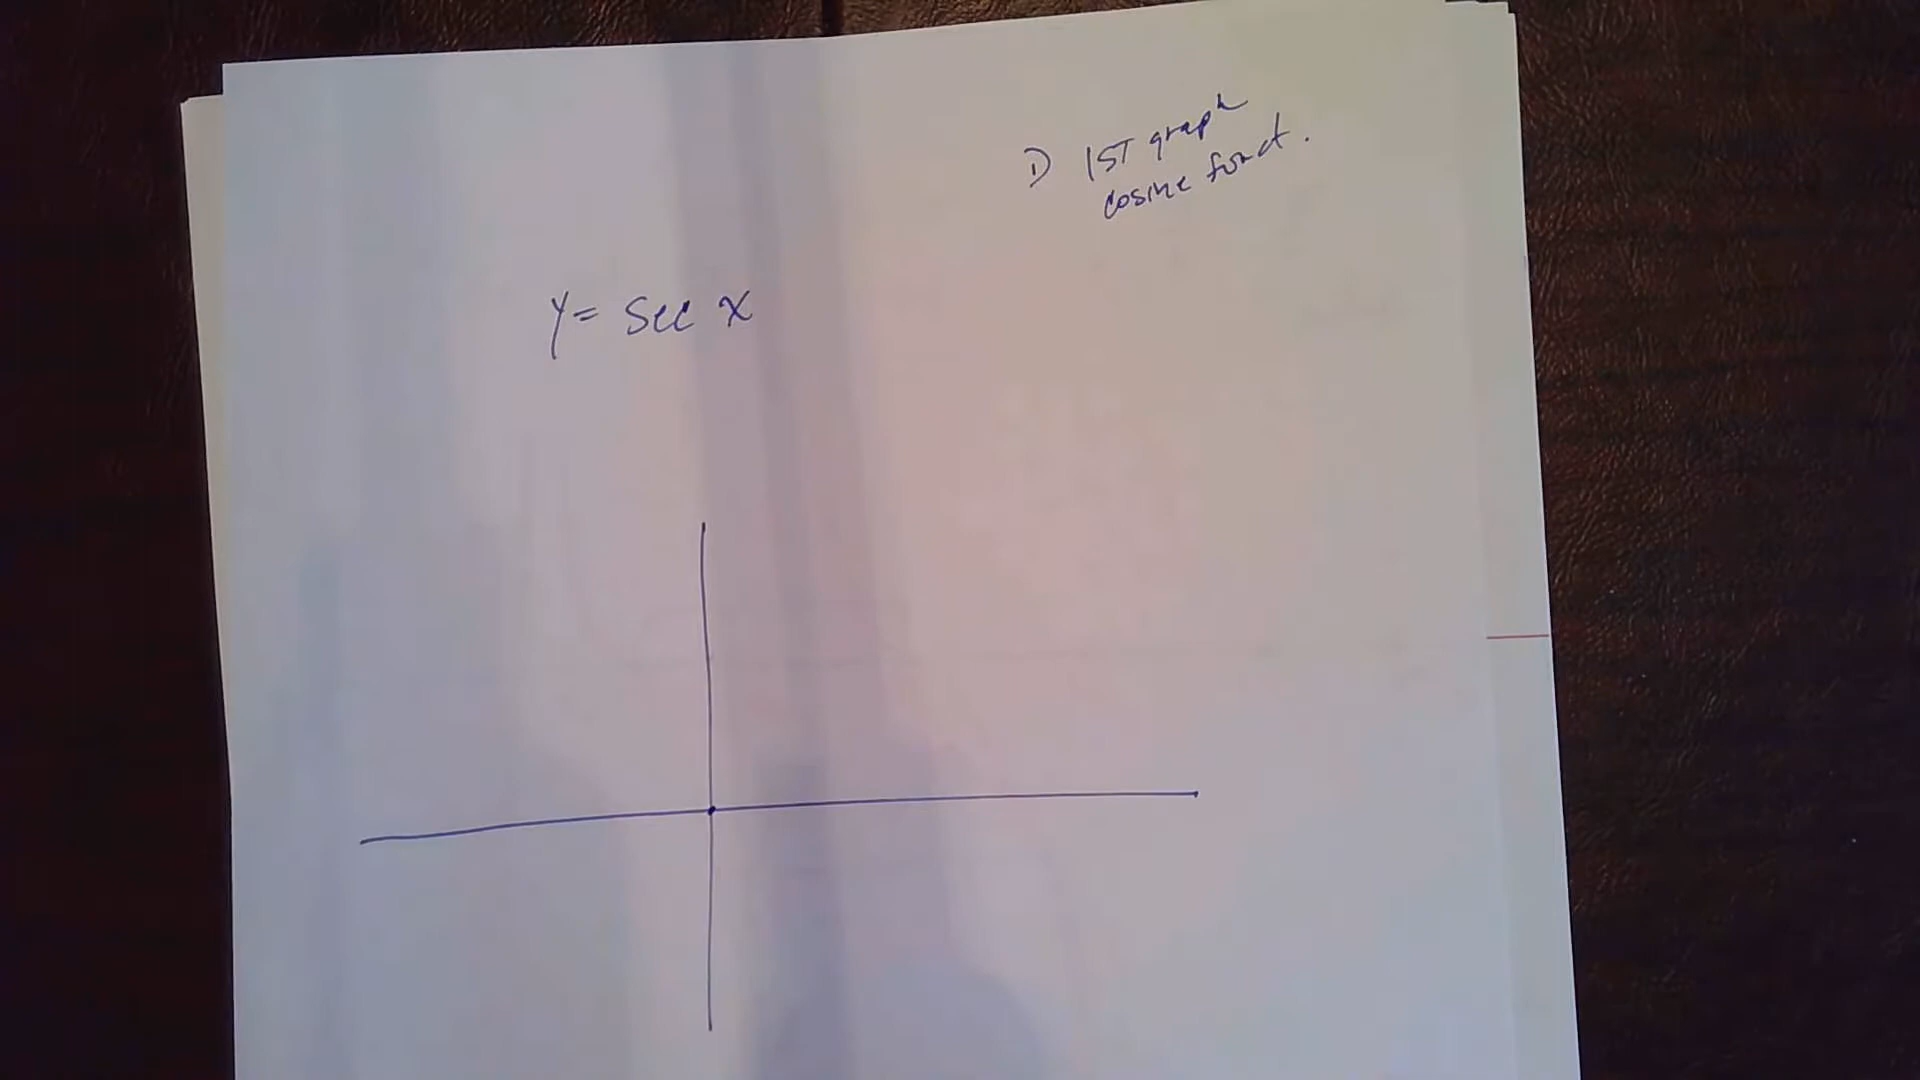 1) 1ST graph
cosine funct.
y = sec x